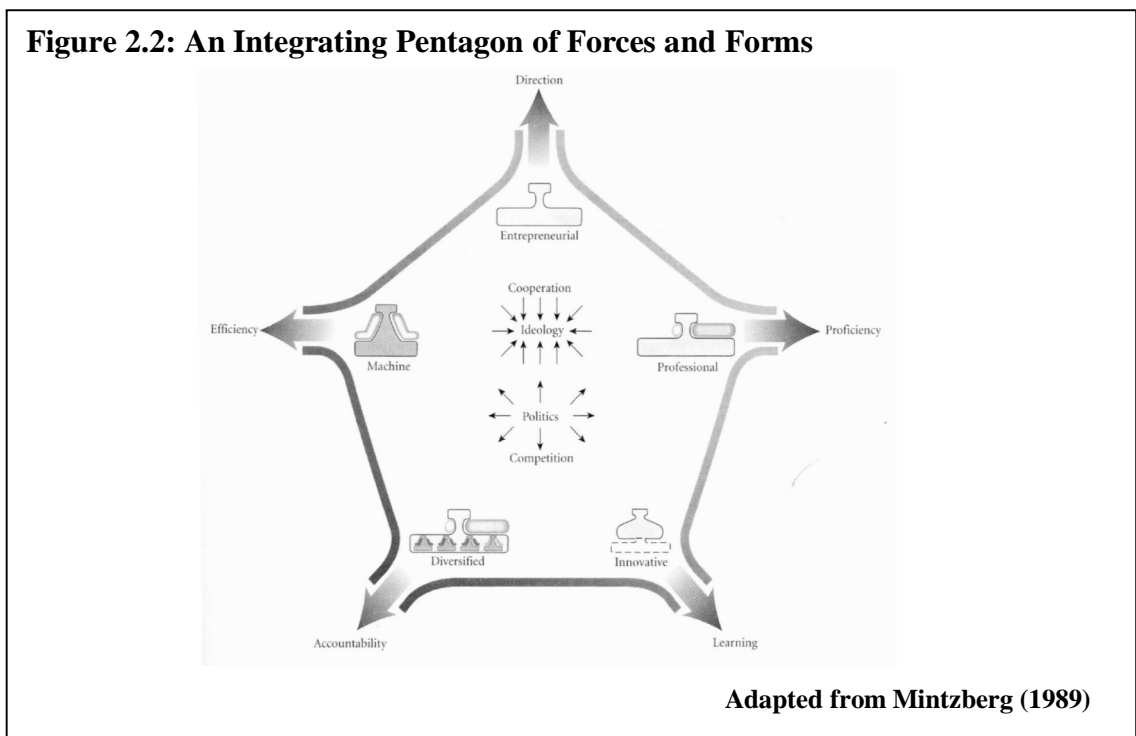 Figure 2.2: An Integrating Pentagon of Forces and Forms
Direction
Entrepreneurial
Cooperation
Ideology
Efficiency
Machine
Professional
Proficiency
Politics
Competition
Diversified
Innovative
Accountability
Learning
Adapted from Mintzberg (1989)